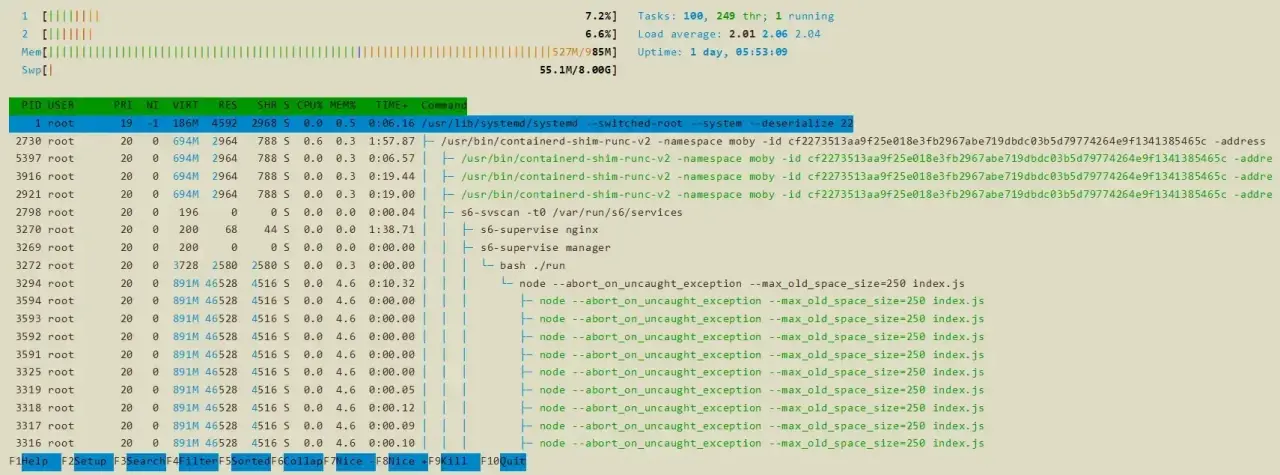 1 [||||||||| 7.2%] Tasks: 100, 249 thr; 1 running
2 [|||||||| 6.6%] Load average: 2.01 2.06 2.04
Mem[|||||||||||||||||||||||||||||||||||||||||||||||||||||||||||||||||||||||||||||||||||||||||||527M/985M] Uptime: 1 day, 05:53:09
Swp[| 55.1M/8.00G]
PID USER PRI NI VIRT RES SHR S CPU% MEM% TIME+ Command
1 root 19 -1 186M 4592 2968 S 0.0 0.5 0:06.16 /usr/lib/systemd/systemd --switched-root --system --deserialize 22
2730 root 20 0 694M 2964 788 S 0.6 0.3 1:57.87 ├─ /usr/bin/containerd-shim-runc-v2 -namespace moby -id cf2273513aa9f25e018e3fb2967abe719dbdc03b5d79774264e9f1341385465c -address
5397 root 20 0 694M 2964 788 S 0.0 0.3 0:06.57 │ ├─ /usr/bin/containerd-shim-runc-v2 -namespace moby -id cf2273513aa9f25e018e3fb2967abe719dbdc03b5d79774264e9f1341385465c -addre
3916 root 20 0 694M 2964 788 S 0.0 0.3 0:19.44 │ ├─ /usr/bin/containerd-shim-runc-v2 -namespace moby -id cf2273513aa9f25e018e3fb2967abe719dbdc03b5d79774264e9f1341385465c -addre
2921 root 20 0 694M 2964 788 S 0.0 0.3 0:19.00 │ ├─ /usr/bin/containerd-shim-runc-v2 -namespace moby -id cf2273513aa9f25e018e3fb2967abe719dbdc03b5d79774264e9f1341385465c -addre
2798 root 20 0 196 0 0 S 0.0 0.0 0:00.04 │ ├─ s6-svscan -t0 /var/run/s6/services
3270 root 20 0 200 68 44 S 0.0 0.0 1:38.71 │ │ ├─ s6-supervise nginx
3269 root 20 0 200 0 0 S 0.0 0.0 0:00.00 │ │ ├─ s6-supervise manager
3272 root 20 0 3728 2580 2580 S 0.0 0.3 0:00.00 │ │ │ └─ bash ./run
3294 root 20 0 891M 46528 4516 S 0.0 4.6 0:10.32 │ │ │ └─ node --abort_on_uncaught_exception --max_old_space_size=250 index.js
3594 root 20 0 891M 46528 4516 S 0.0 4.6 0:00.00 │ │ │ ├─ node --abort_on_uncaught_exception --max_old_space_size=250 index.js
3593 root 20 0 891M 46528 4516 S 0.0 4.6 0:00.00 │ │ │ ├─ node --abort_on_uncaught_exception --max_old_space_size=250 index.js
3592 root 20 0 891M 46528 4516 S 0.0 4.6 0:00.00 │ │ │ ├─ node --abort_on_uncaught_exception --max_old_space_size=250 index.js
3591 root 20 0 891M 46528 4516 S 0.0 4.6 0:00.00 │ │ │ ├─ node --abort_on_uncaught_exception --max_old_space_size=250 index.js
3325 root 20 0 891M 46528 4516 S 0.0 4.6 0:00.00 │ │ │ ├─ node --abort_on_uncaught_exception --max_old_space_size=250 index.js
3319 root 20 0 891M 46528 4516 S 0.0 4.6 0:00.05 │ │ │ ├─ node --abort_on_uncaught_exception --max_old_space_size=250 index.js
3318 root 20 0 891M 46528 4516 S 0.0 4.6 0:00.12 │ │ │ ├─ node --abort_on_uncaught_exception --max_old_space_size=250 index.js
3317 root 20 0 891M 46528 4516 S 0.0 4.6 0:00.09 │ │ │ ├─ node --abort_on_uncaught_exception --max_old_space_size=250 index.js
3316 root 20 0 891M 46528 4516 S 0.0 4.6 0:00.10 │ │ │ ├─ node --abort_on_uncaught_exception --max_old_space_size=250 index.js
F1Help F2Setup F3SearchF4FilterF5SortedF6CollapF7Nice -F8Nice +F9Kill F10Quit